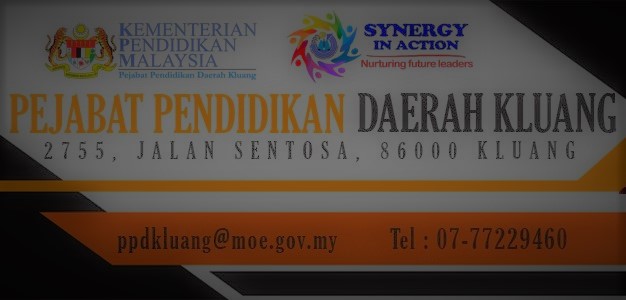 KEMENTERIAN
PENDIDIKAN
MALAYSIA
Pejabat Pendidikan Daerah Kluang
SYNERGY
IN ACTION
Nurturing future leaders
PEJABAT PENDIDIKAN DAERAH KLUANG
2755, JALAN SENTOSA, 86000 KLUANG
ppdkluang@moe.gov.my Tel : 07-77229460